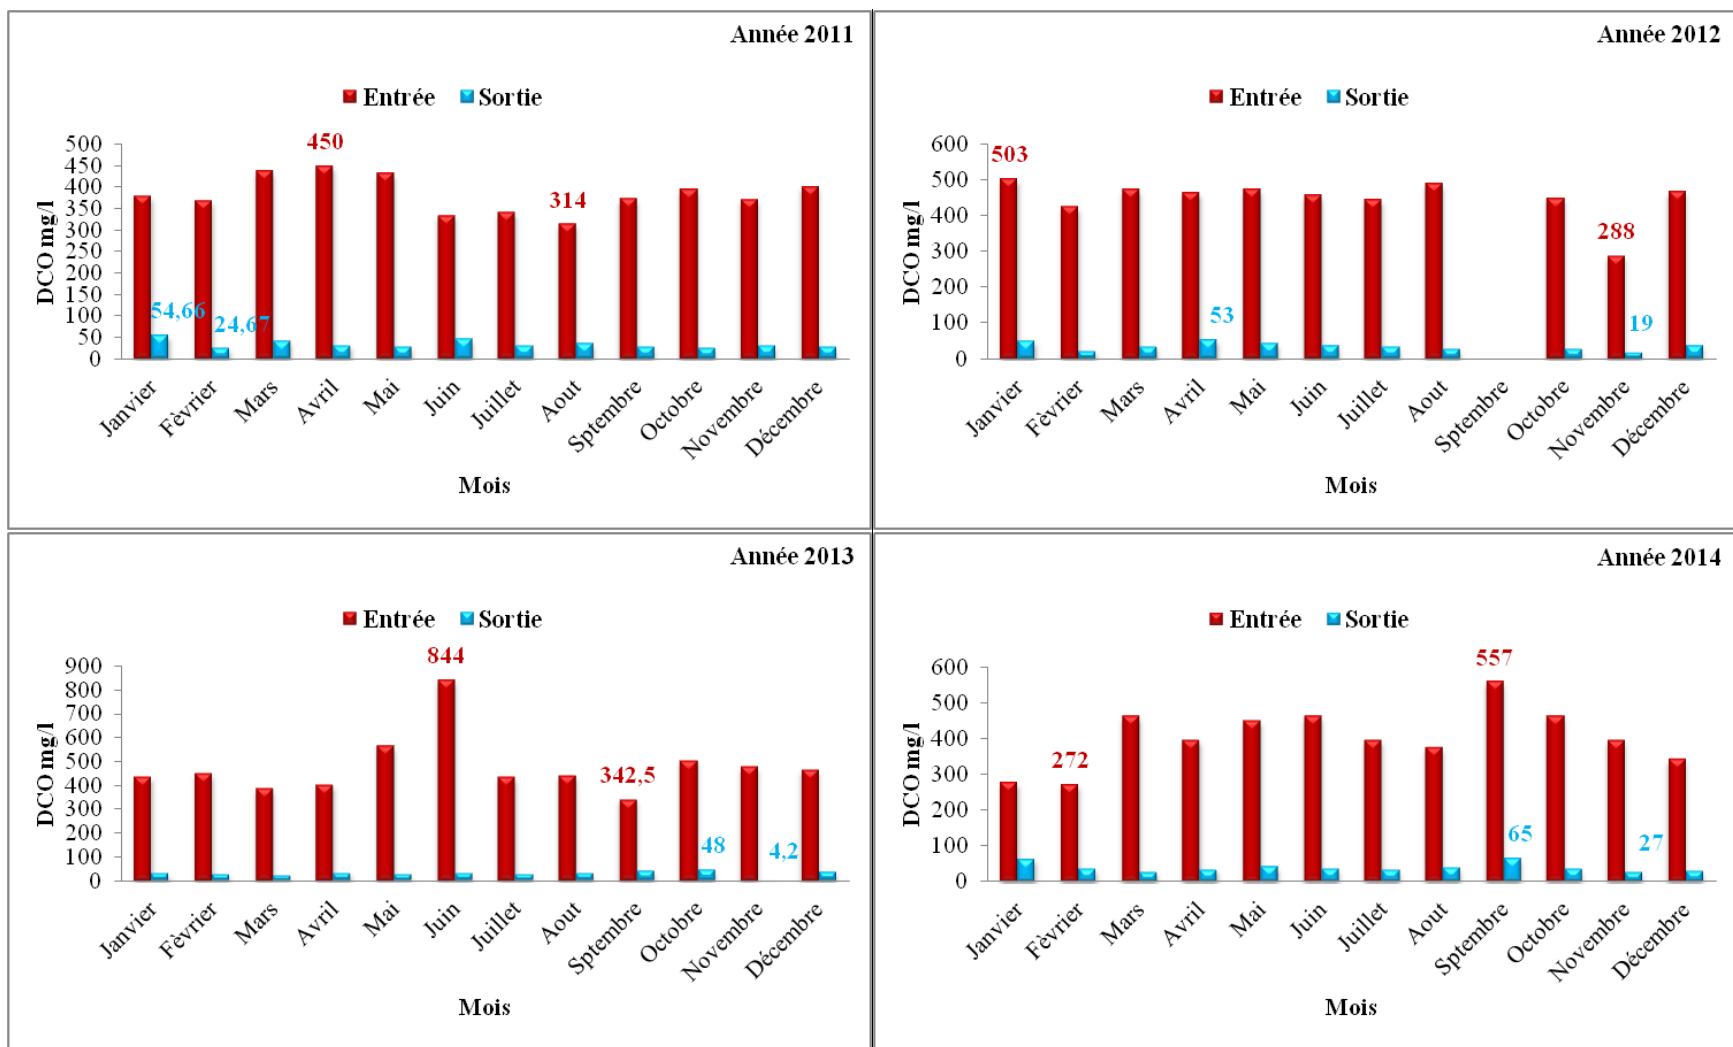 Année 2011
Entrée Sortie
DCO mg/l
500
450
400
350
300
250
200
150
100
50
0
450
314
54,66
24,67
Janvier
Fèvrier
Mars
Avril
Mai
Juin
Juillet
Aout
Sptembre
Octobre
Novembre
Décembre
Mois
Année 2012
Entrée Sortie
DCO mg/l
600
500
400
300
200
100
0
503
288
53
19
Janvier
Fèvrier
Mars
Avril
Mai
Juin
Juillet
Aout
Sptembre
Octobre
Novembre
Décembre
Mois
Année 2013
Entrée Sortie
DCO mg/l
900
800
700
600
500
400
300
200
100
0
844
342,5
48
4,2
Janvier
Fèvrier
Mars
Avril
Mai
Juin
Juillet
Aout
Sptembre
Octobre
Novembre
Décembre
Mois
Année 2014
Entrée Sortie
DCO mg/l
600
500
400
300
200
100
0
557
272
65
27
Janvier
Fèvrier
Mars
Avril
Mai
Juin
Juillet
Aout
Sptembre
Octobre
Novembre
Décembre
Mois